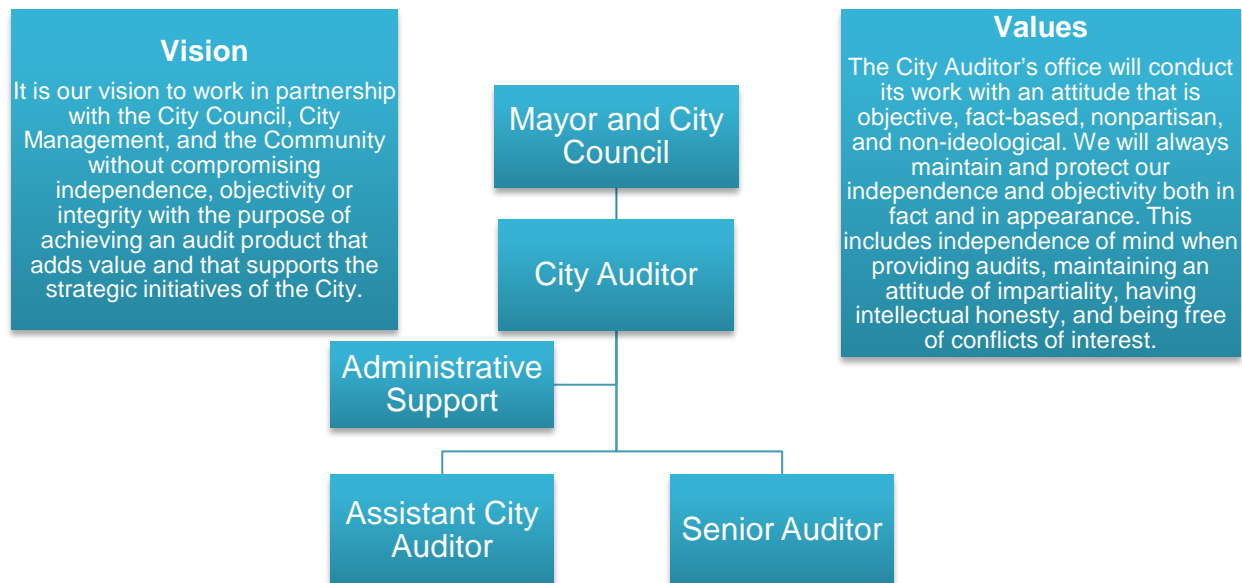 Vision
It is our vision to work in partnership
with the City Council, City
Management, and the Community
without compromising
independence, objectivity or
integrity with the purpose of
achieving an audit product that
adds value and that supports the
strategic initiatives of the City.
Mayor and City
Council
City Auditor
Administrative
Support
Assistant City
Auditor
Senior Auditor
Values
The City Auditor’s office will conduct
its work with an attitude that is
objective, fact-based, nonpartisan,
and non-ideological. We will always
maintain and protect our
independence and objectivity both in
fact and in appearance. This
includes independence of mind when
providing audits, maintaining an
attitude of impartiality, having
intellectual honesty, and being free
of conflicts of interest.